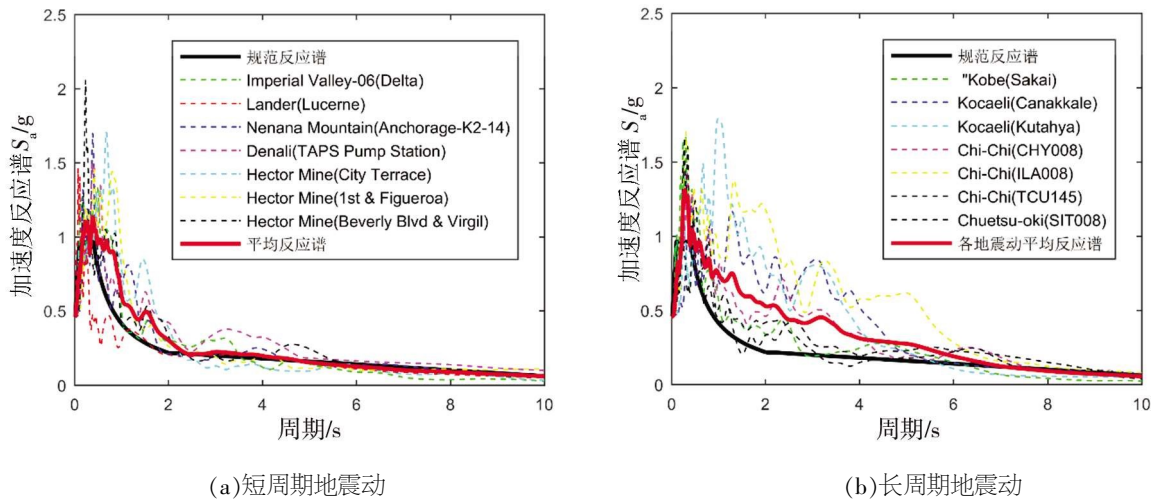 加速度反应谱Sa/g
2.5
2
1.5
1
0.5
0
规范反应谱
Imperial Valley-06(Delta)
Lander(Lucerne)
Nenana Mountain(Anchorage-K2-14)
Denali(TAPS Pump Station)
Hector Mine(City Terrace)
Hector Mine(1st & Figueroa)
Hector Mine(Beverly Blvd & Virgil)
平均反应谱
0 2 4 6 8 10
周期/s
(a)短周期地震动
加速度反应谱Sa/g
2.5
2
1.5
1
0.5
0
规范反应谱
"Kobe(Sakai)
Kocaeli(Canakkale)
Kocaeli(Kutahya)
Chi-Chi(CHY008)
Chi-Chi(ILA008)
Chi-Chi(TCU145)
Chuetsu-oki(SIT008)
各地震动平均反应谱
0 2 4 6 8 10
周期/s
(b)长周期地震动